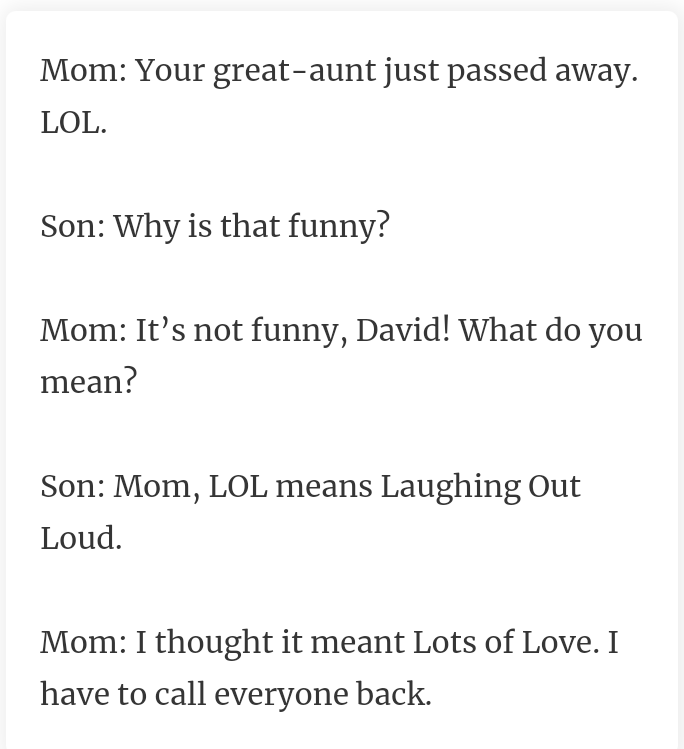 Mom: Your great-aunt just passed away.
LOL.
Son: Why is that funny?
Mom: It’s not funny, David! What do you
mean?
Son: Mom, LOL means Laughing Out
Loud.
Mom: I thought it meant Lots of Love. I
have to call everyone back.